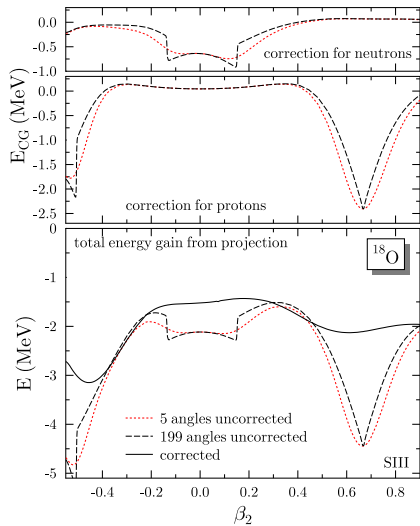 0.0
-0.5
-1.0
correction for neutrons
E_CG (MeV)
0.0
-0.5
-1.0
-1.5
-2.0
-2.5
correction for protons
0
-1
-2
-3
-4
-5
E (MeV)
total energy gain from projection
¹⁸O
5 angles uncorrected
199 angles uncorrected
corrected
SIII
-0.4 -0.2 0.0 0.2 0.4 0.6 0.8
β₂